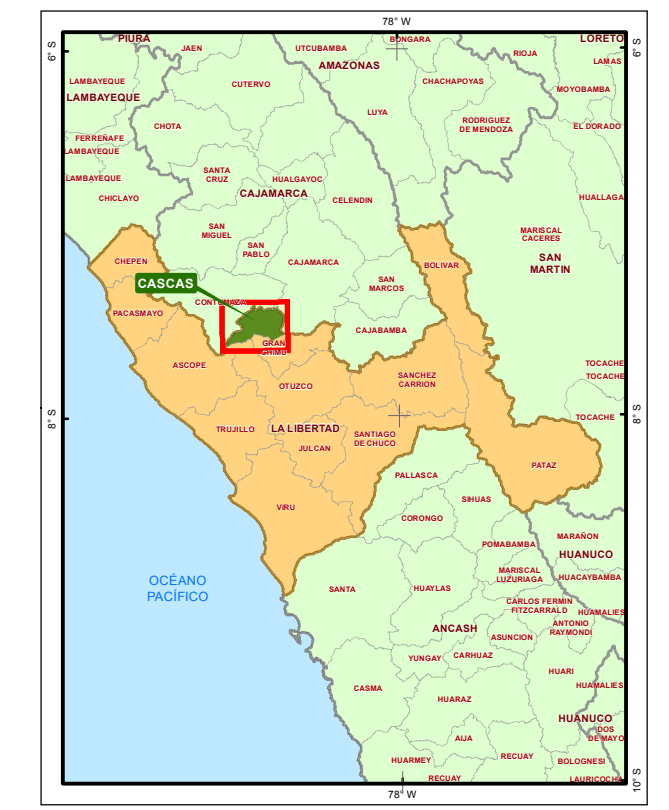 78° W
6° S
6° S
PIURA
JAEN
UTCUBAMBA
BONGARA
LORETO
RIOJA
LAMAS
AMAZONAS
LAMBAYEQUE
LAMBAYEQUE
CUTERVO
CHACHAPOYAS
MOYOBAMBA
LUYA
CHOTA
RODRIGUEZ
DE MENDOZA
EL DORADO
FERREÑAFE
LAMBAYEQUE
LAMBAYEQUE
SANTA
CRUZ
HUALGAYOC
CAJAMARCA
CELENDIN
CHICLAYO
HUALLAGA
SAN
MIGUEL
SAN
PABLO
MARISCAL
CACERES
SAN
MARTIN
CHEPEN
CAJAMARCA
BOLIVAR
CASCAS
SAN
MARCOS
CONTUMAZA
PACASMAYO
CAJABAMBA
GRAN
CHIMU
ASCOPE
TOCACHE
TOCACHE
SANCHEZ
CARRION
OTUZCO
8° S
8° S
TOCACHE
TRUJILLO
LA LIBERTAD
SANTIAGO
DE CHUCO
JULCAN
PATAZ
PALLASCA
SIHUAS
VIRU
CORONGO
POMABAMBA
MARAÑON
HUANUCO
OCÉANO
PACÍFICO
SANTA
HUAYLAS
MARISCAL
LUZURIAGA
HUACAYBAMBA
CARLOS FERMIN
FITZCARRALD
HUAMALIES
ANTONIO
RAYMONDI
ANCASH
ASUNCION
YUNGAY
CARHUAZ
HUARI
CASMA
HUARAZ
HUAMALIES
HUANUCO
DOS
DE MAYO
AIJA
HUARMEY
RECUAY
RECUAY
BOLOGNESI
LAURICOCHA
10° S
78° W